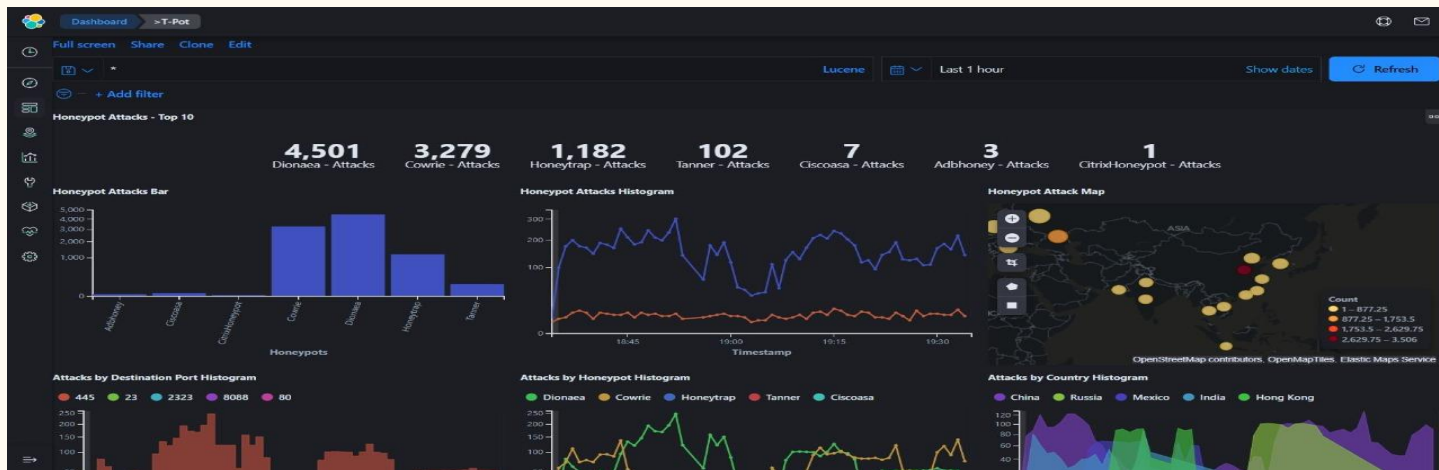 Dashboard >T-Pot
Full screen Share Clone Edit
* Lucene Last 1 hour Show dates Refresh
+ Add filter
Honeypot Attacks - Top 10
4,501 3,279 1,182 102 7 3 1
Dionaea - Attacks Cowrie - Attacks Honeytrap - Attacks Tanner - Attacks Ciscoasa - Attacks Adbhoney - Attacks CitrixHoneypot - Attacks
Honeypot Attacks Bar
5,000
4,000
3,000
2,000
1,000
0
Adbhoney Ciscoasa CitrixHoneypot Cowrie Dionaea Honeytrap Tanner
Honeypots
Honeypot Attacks Histogram
300
200
100
0
18:45 19:00 19:15 19:30
Timestamp
Honeypot Attack Map
ASIA
Count
1 – 877.25
877.25 – 1,753.5
1,753.5 – 2,629.75
2,629.75 – 3,506
OpenStreetMap contributors, OpenMapTiles, Elastic Maps Service
Attacks by Destination Port Histogram
445 23 2323 8088 80
250
200
150
100
Attacks by Honeypot Histogram
Dionaea Cowrie Honeytrap Tanner Ciscoasa
250
200
150
100
Attacks by Country Histogram
China Russia Mexico India Hong Kong
120
100
80
60
40